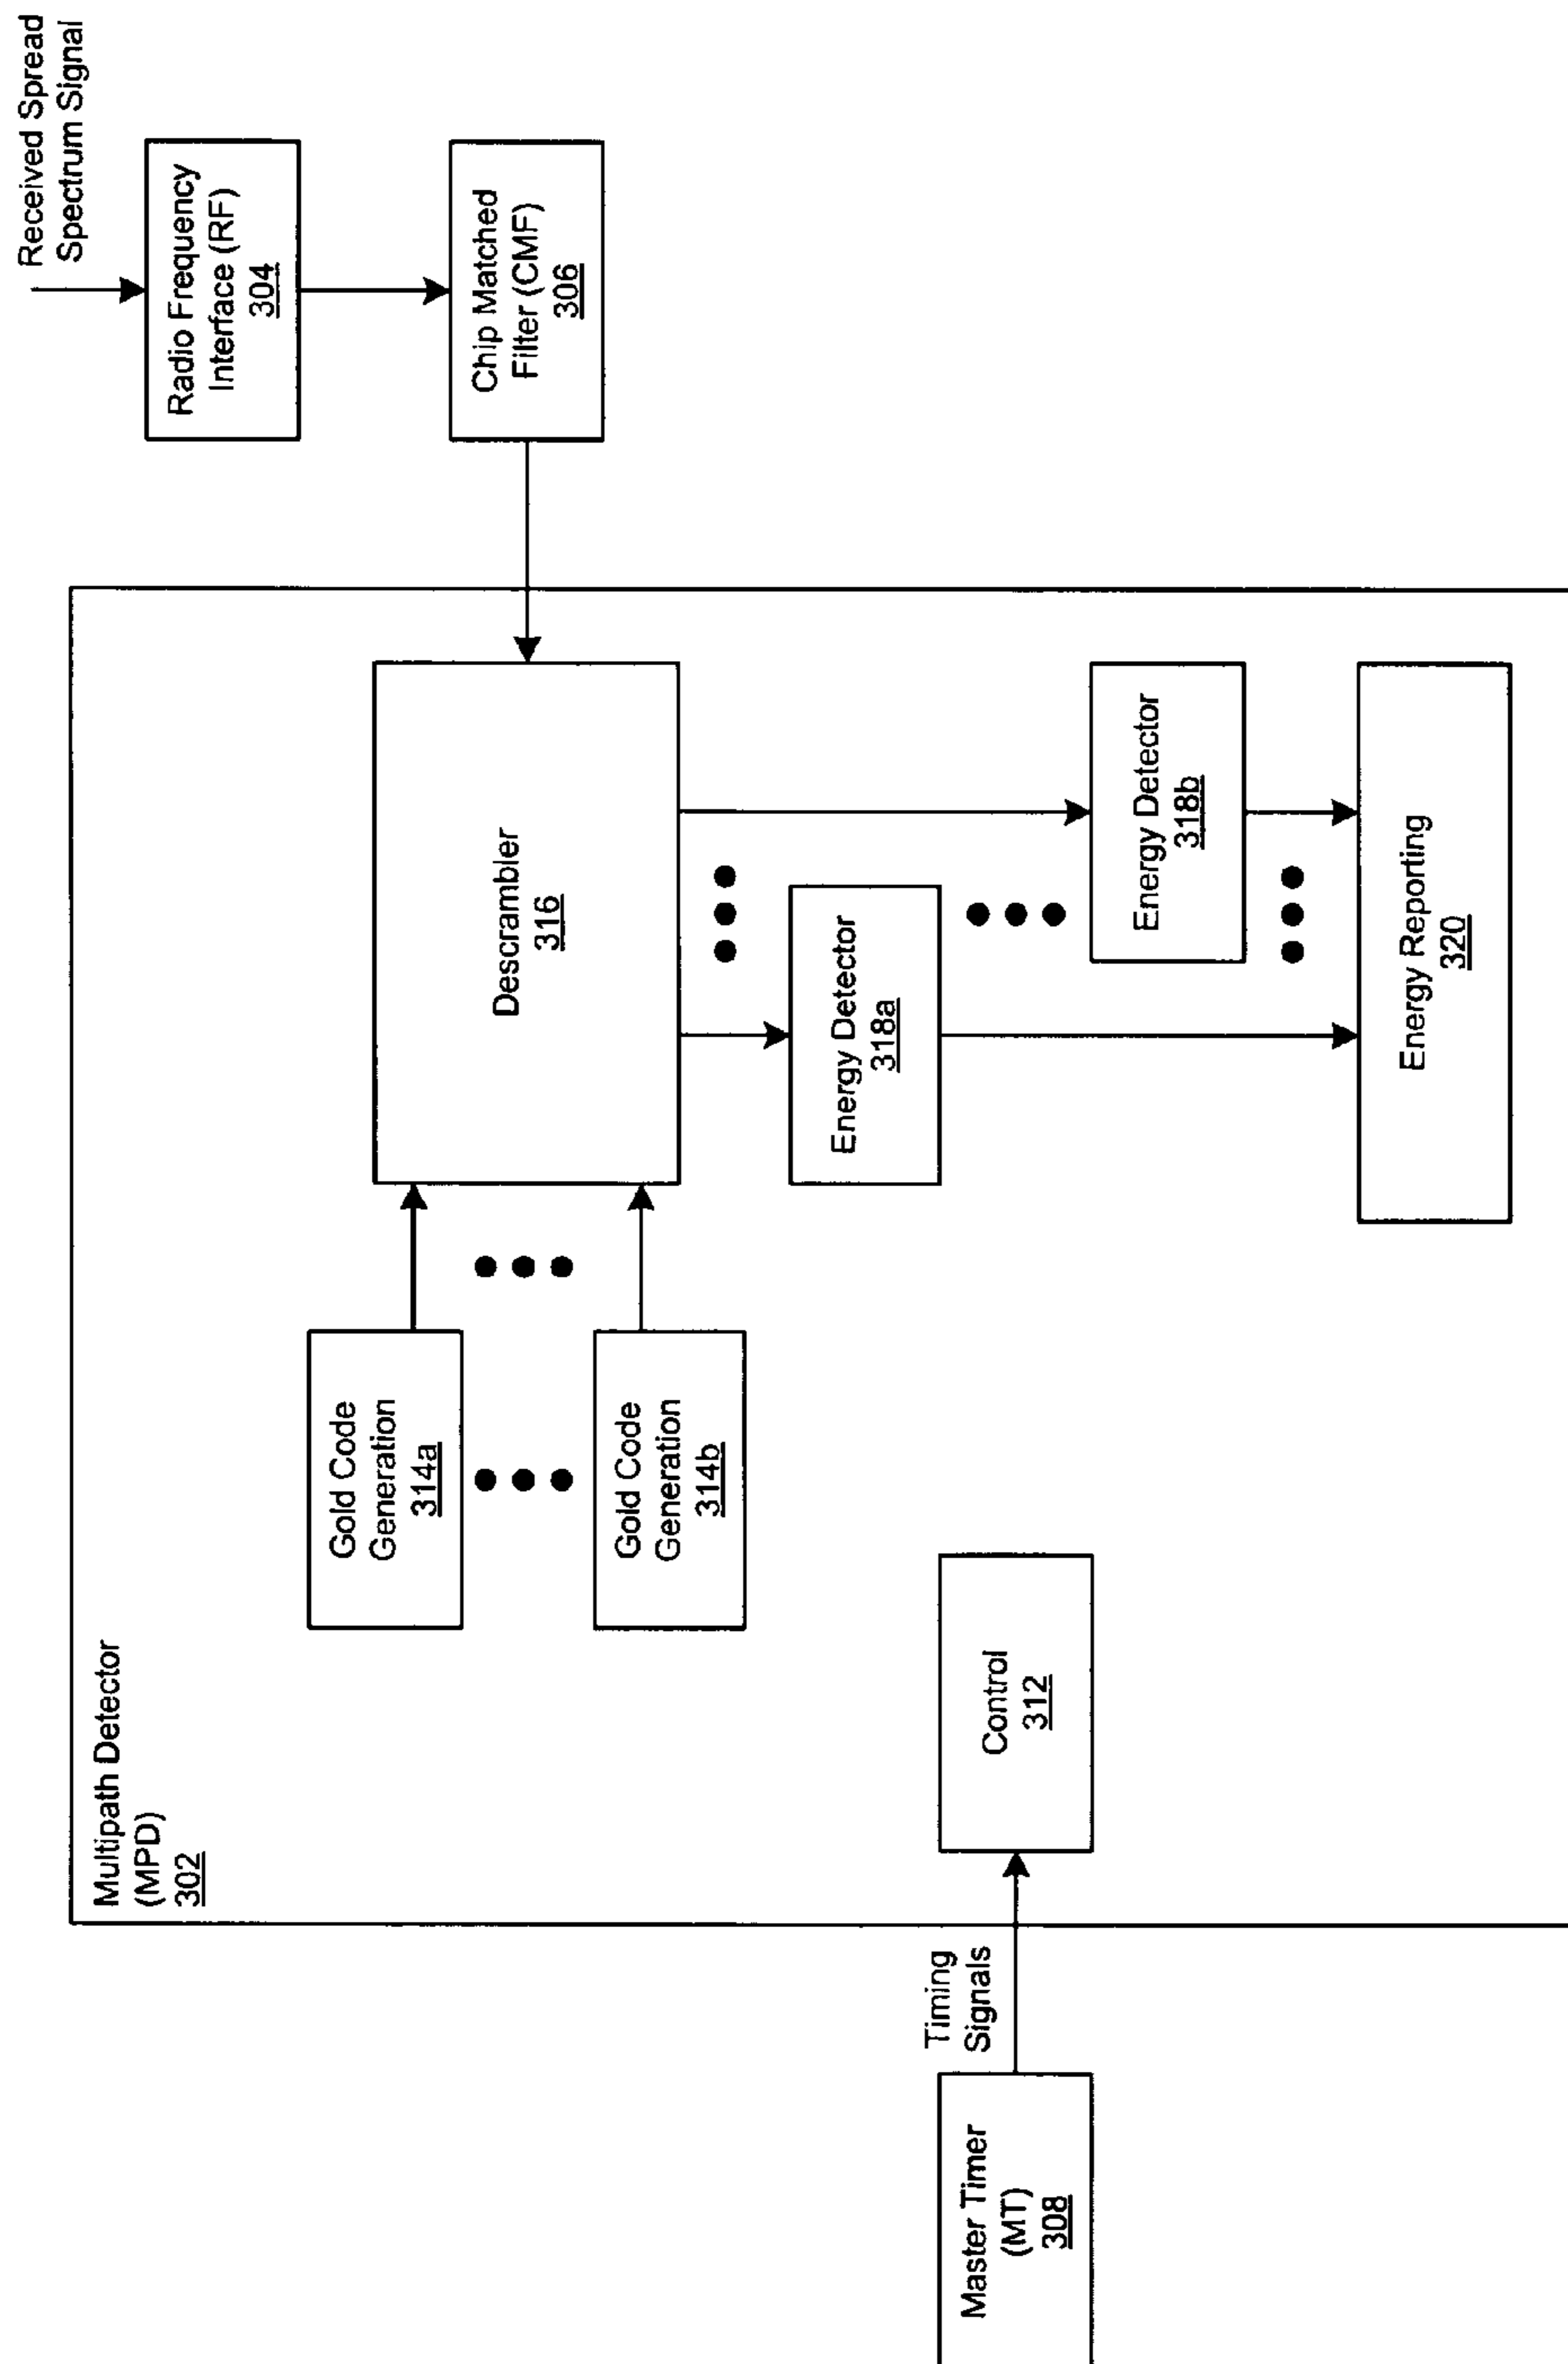 Received Spread
Spectrum Signal
Radio Frequency
Interface (RF)
304
Chip Matched
Filter (CMF)
306
Multipath Detector
(MPD)
302
Gold Code
Generation
314a
Gold Code
Generation
314b
Descrambler
316
Energy Detector
318a
Energy Detector
318b
Energy Reporting
320
Control
312
Timing
Signals
Master Timer
(MT)
308